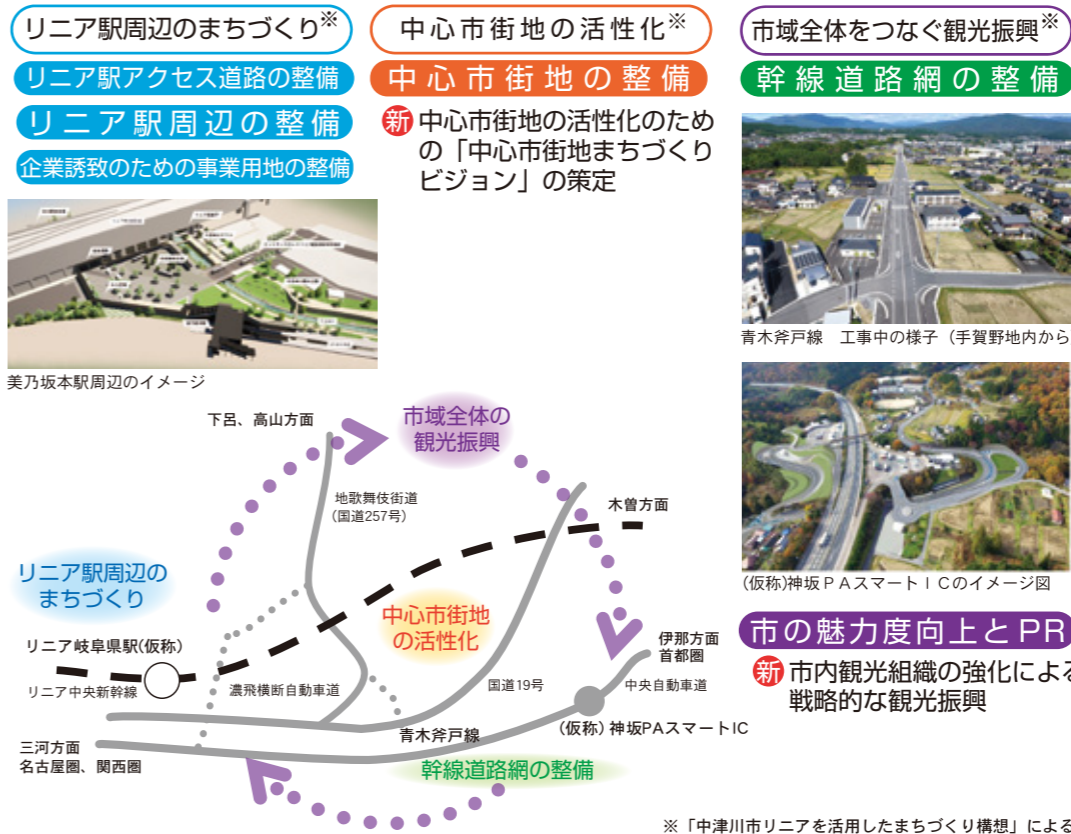 リニア駅周辺のまちづくり※
リニア駅アクセス道路の整備
リニア駅周辺の整備
企業誘致のための事業用地の整備
美乃坂本駅周辺のイメージ
中心市街地の活性化※
中心市街地の整備
新 中心市街地の活性化のため
の「中心市街地まちづくり
ビジョン」の策定
市域全体をつなぐ観光振興※
幹線道路網の整備
青木斧戸線 工事中の様子（手賀野地内から
(仮称)神坂PAスマートICのイメージ図
市の魅力度向上とPR
新 市内観光組織の強化による
戦略的な観光振興
下呂、高山方面
市域全体の
観光振興
地歌舞伎街道
(国道257号)
木曽方面
リニア駅周辺の
まちづくり
中心市街地
の活性化
リニア岐阜県駅(仮称)
リニア中央新幹線
濃飛横断自動車道
国道19号
伊那方面
首都圏
中央自動車道
青木斧戸線
(仮称)神坂PAスマートIC
三河方面
名古屋圏、関西圏
幹線道路網の整備
※「中津川市リニアを活用したまちづくり構想」による